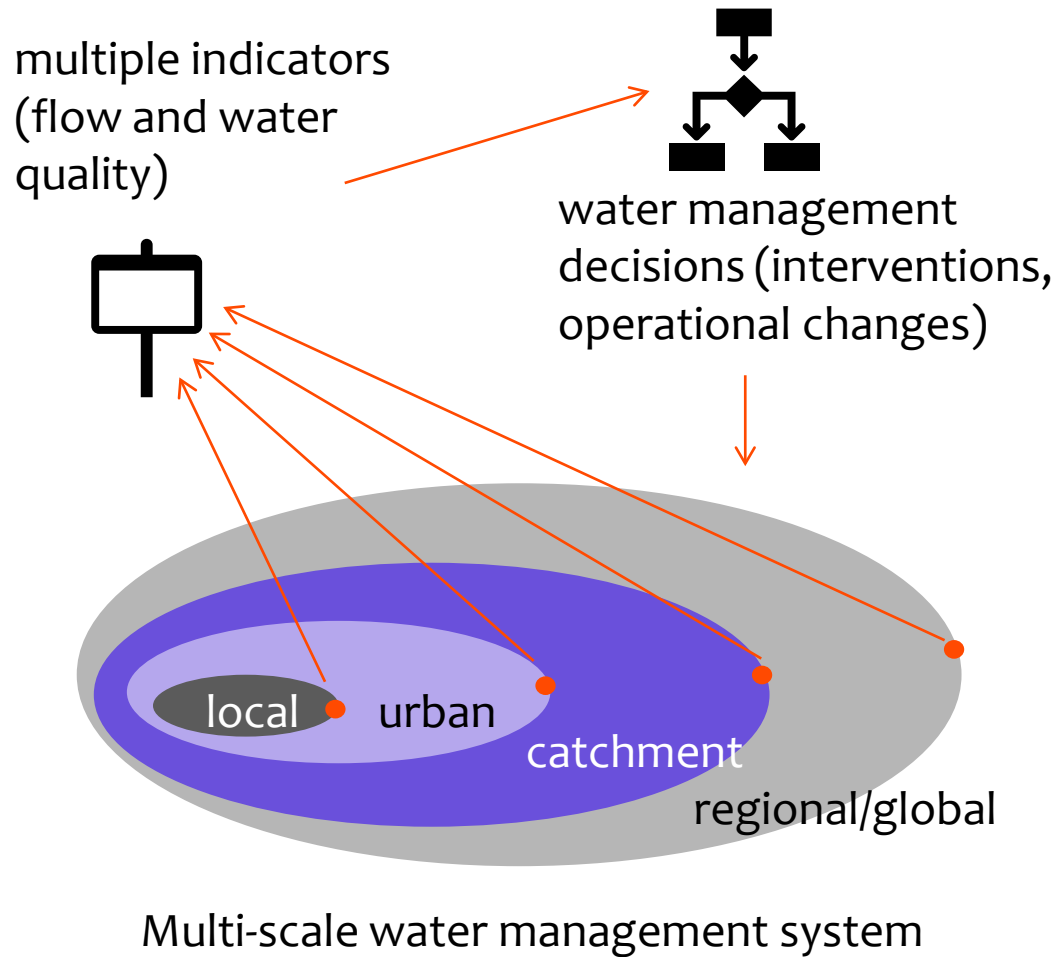 multiple indicators
(flow and water
quality)
water management
decisions (interventions,
operational changes)
local
urban
catchment
regional/global
Multi-scale water management system